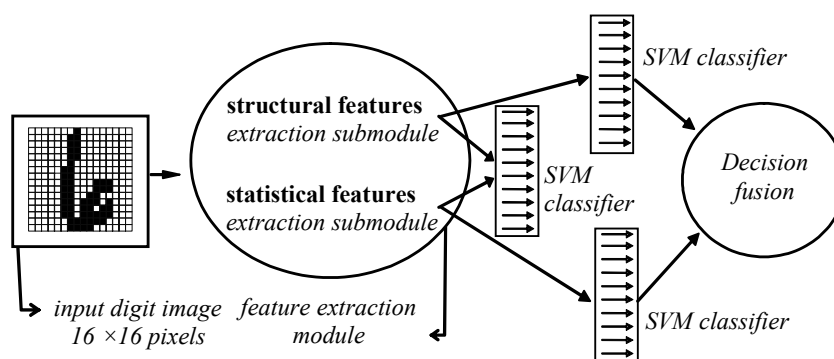 SVM classifier
structural features
extraction submodule
SVM
classifier
statistical features
extraction submodule
Decision
fusion
input digit image
16 ×16 pixels
feature extraction
module
SVM classifier